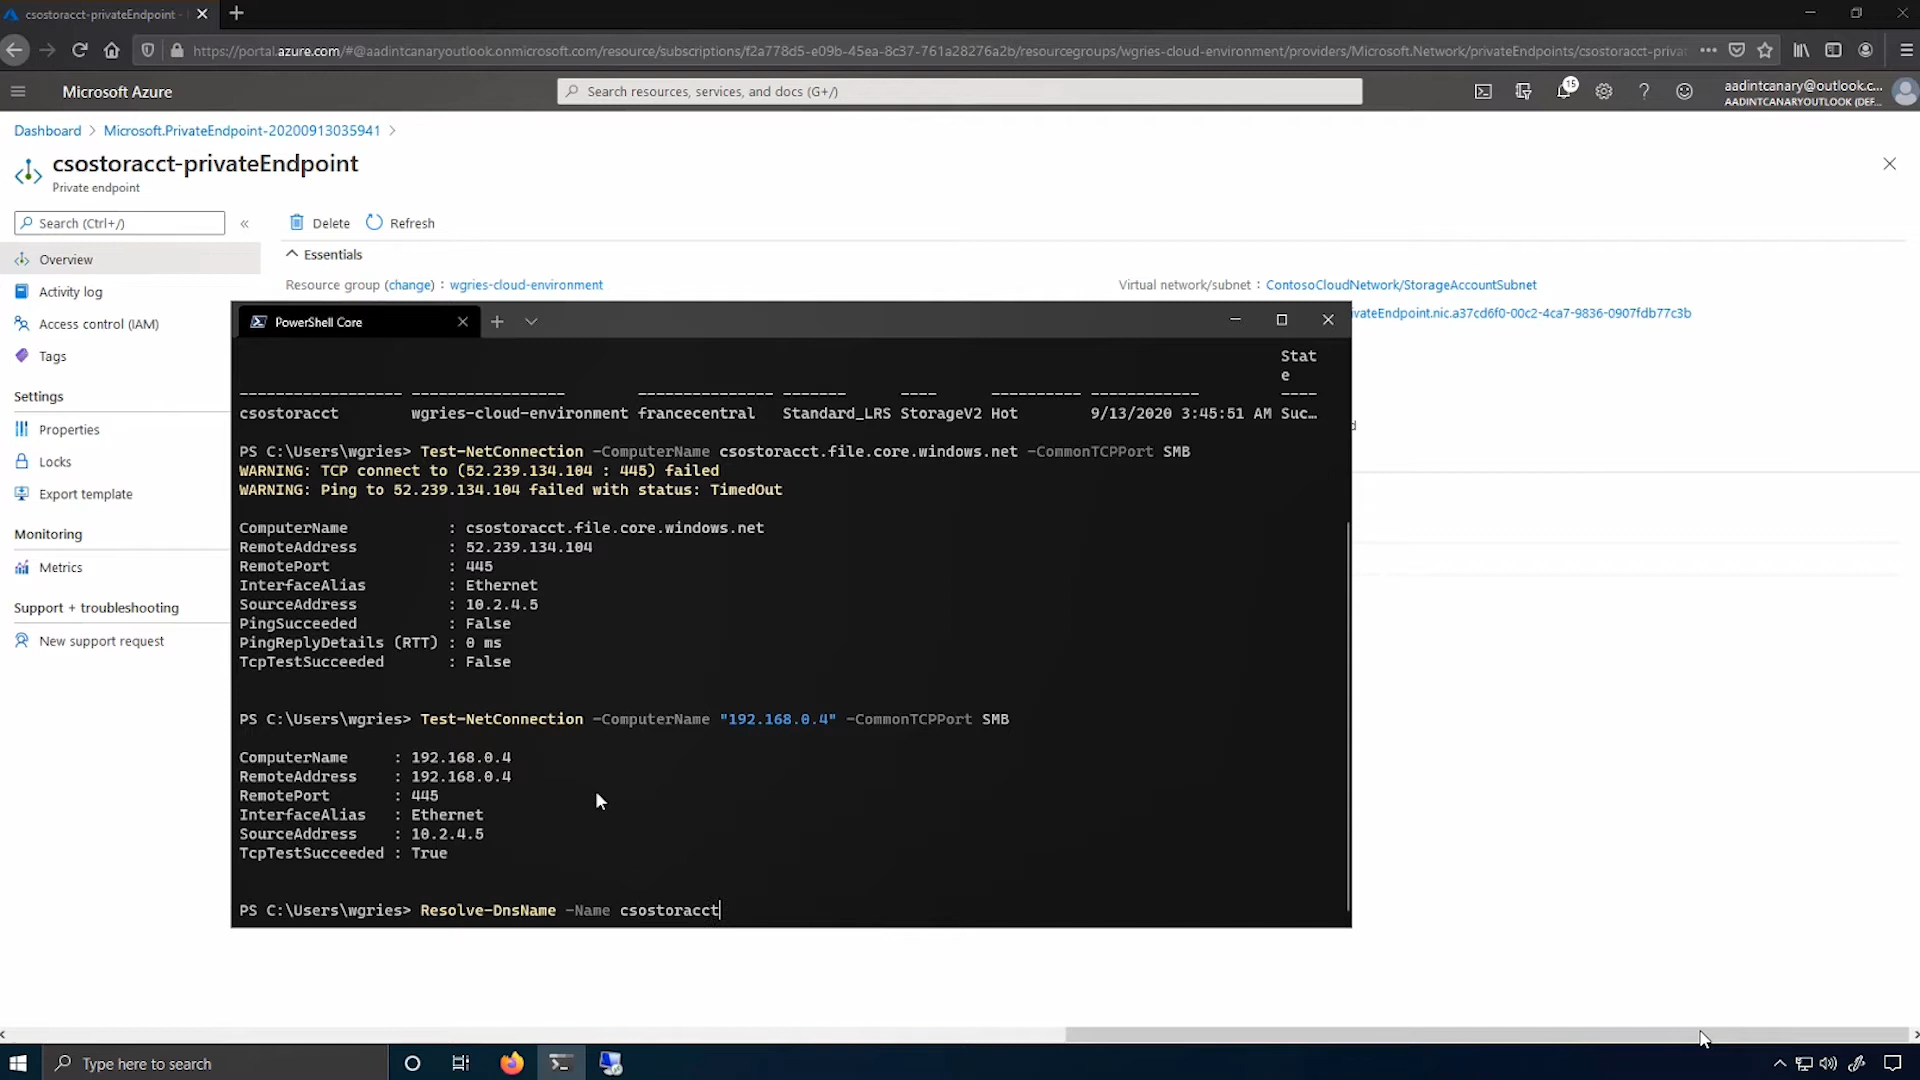 csostoracct-privateEndpoint -
https://portal.azure.com/#@aadintcanaryoutlook.onmicrosoft.com/resource/subscriptions/f2a778d5-e09b-45ea-8c37-761a28276a2b/resourcegroups/wgries-cloud-environment/providers/Microsoft.Network/privateEndpoints/csostoracct-priva
Microsoft Azure
Search resources, services, and docs (G+/)
15
aadintcanary@outlook.c...
AADINTCANARYOUTLOOK (DEF...
Dashboard > Microsoft.PrivateEndpoint-20200913035941 >
csostoracct-privateEndpoint
Private endpoint
Search (Ctrl+/)
«
Delete
Refresh
Overview
Activity log
Access control (IAM)
Tags
Settings
Properties
Locks
Export template
Monitoring
Metrics
Support + troubleshooting
New support request
Essentials
Resource group (change) : wgries-cloud-environment
Virtual network/subnet : ContosoCloudNetwork/StorageAccountSubnet
ivateEndpoint.nic.a37cd6f0-00c2-4ca7-9836-0907fdb77c3b
d
PowerShell Core
Stat
e
------------------ ----------------- --------------- ------- ---- ---------- ------------ ----
csostoracct wgries-cloud-environment francecentral Standard_LRS StorageV2 Hot 9/13/2020 3:45:51 AM Suc…
PS C:\Users\wgries> Test-NetConnection -ComputerName csostoracct.file.core.windows.net -CommonTCPPort SMB
WARNING: TCP connect to (52.239.134.104 : 445) failed
WARNING: Ping to 52.239.134.104 failed with status: TimedOut
ComputerName : csostoracct.file.core.windows.net
RemoteAddress : 52.239.134.104
RemotePort : 445
InterfaceAlias : Ethernet
SourceAddress : 10.2.4.5
PingSucceeded : False
PingReplyDetails (RTT) : 0 ms
TcpTestSucceeded : False
PS C:\Users\wgries> Test-NetConnection -ComputerName "192.168.0.4" -CommonTCPPort SMB
ComputerName : 192.168.0.4
RemoteAddress : 192.168.0.4
RemotePort : 445
InterfaceAlias : Ethernet
SourceAddress : 10.2.4.5
TcpTestSucceeded : True
PS C:\Users\wgries> Resolve-DnsName -Name csostoracct
Type here to search